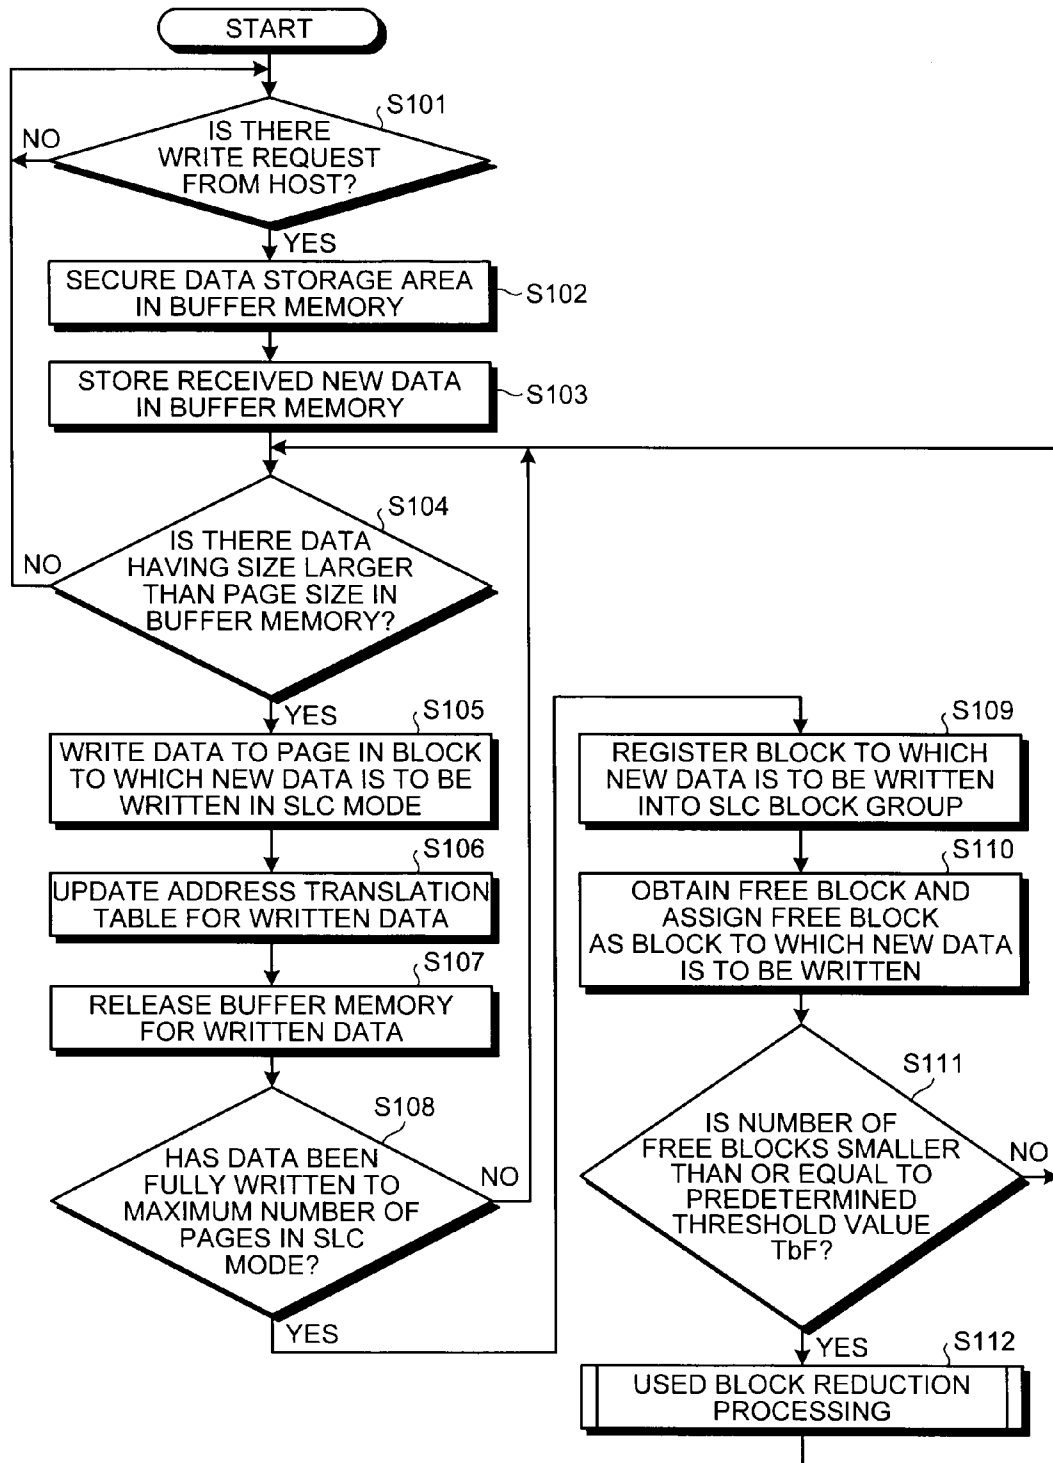 START
S101
IS THERE
WRITE REQUEST
FROM HOST?
NO
YES
SECURE DATA STORAGE AREA
IN BUFFER MEMORY
S102
STORE RECEIVED NEW DATA
IN BUFFER MEMORY
S103
S104
IS THERE DATA
HAVING SIZE LARGER
THAN PAGE SIZE IN
BUFFER MEMORY?
NO
YES
S105
WRITE DATA TO PAGE IN BLOCK
TO WHICH NEW DATA IS TO BE
WRITTEN IN SLC MODE
S106
UPDATE ADDRESS TRANSLATION
TABLE FOR WRITTEN DATA
S107
RELEASE BUFFER MEMORY
FOR WRITTEN DATA
S108
HAS DATA BEEN
FULLY WRITTEN TO
MAXIMUM NUMBER OF
PAGES IN SLC
MODE?
NO
YES
S109
REGISTER BLOCK TO WHICH
NEW DATA IS TO BE WRITTEN
INTO SLC BLOCK GROUP
S110
OBTAIN FREE BLOCK AND
ASSIGN FREE BLOCK
AS BLOCK TO WHICH NEW DATA
IS TO BE WRITTEN
S111
IS NUMBER OF
FREE BLOCKS SMALLER
THAN OR EQUAL TO
PREDETERMINED
THRESHOLD VALUE
TbF?
NO
YES
S112
USED BLOCK REDUCTION
PROCESSING